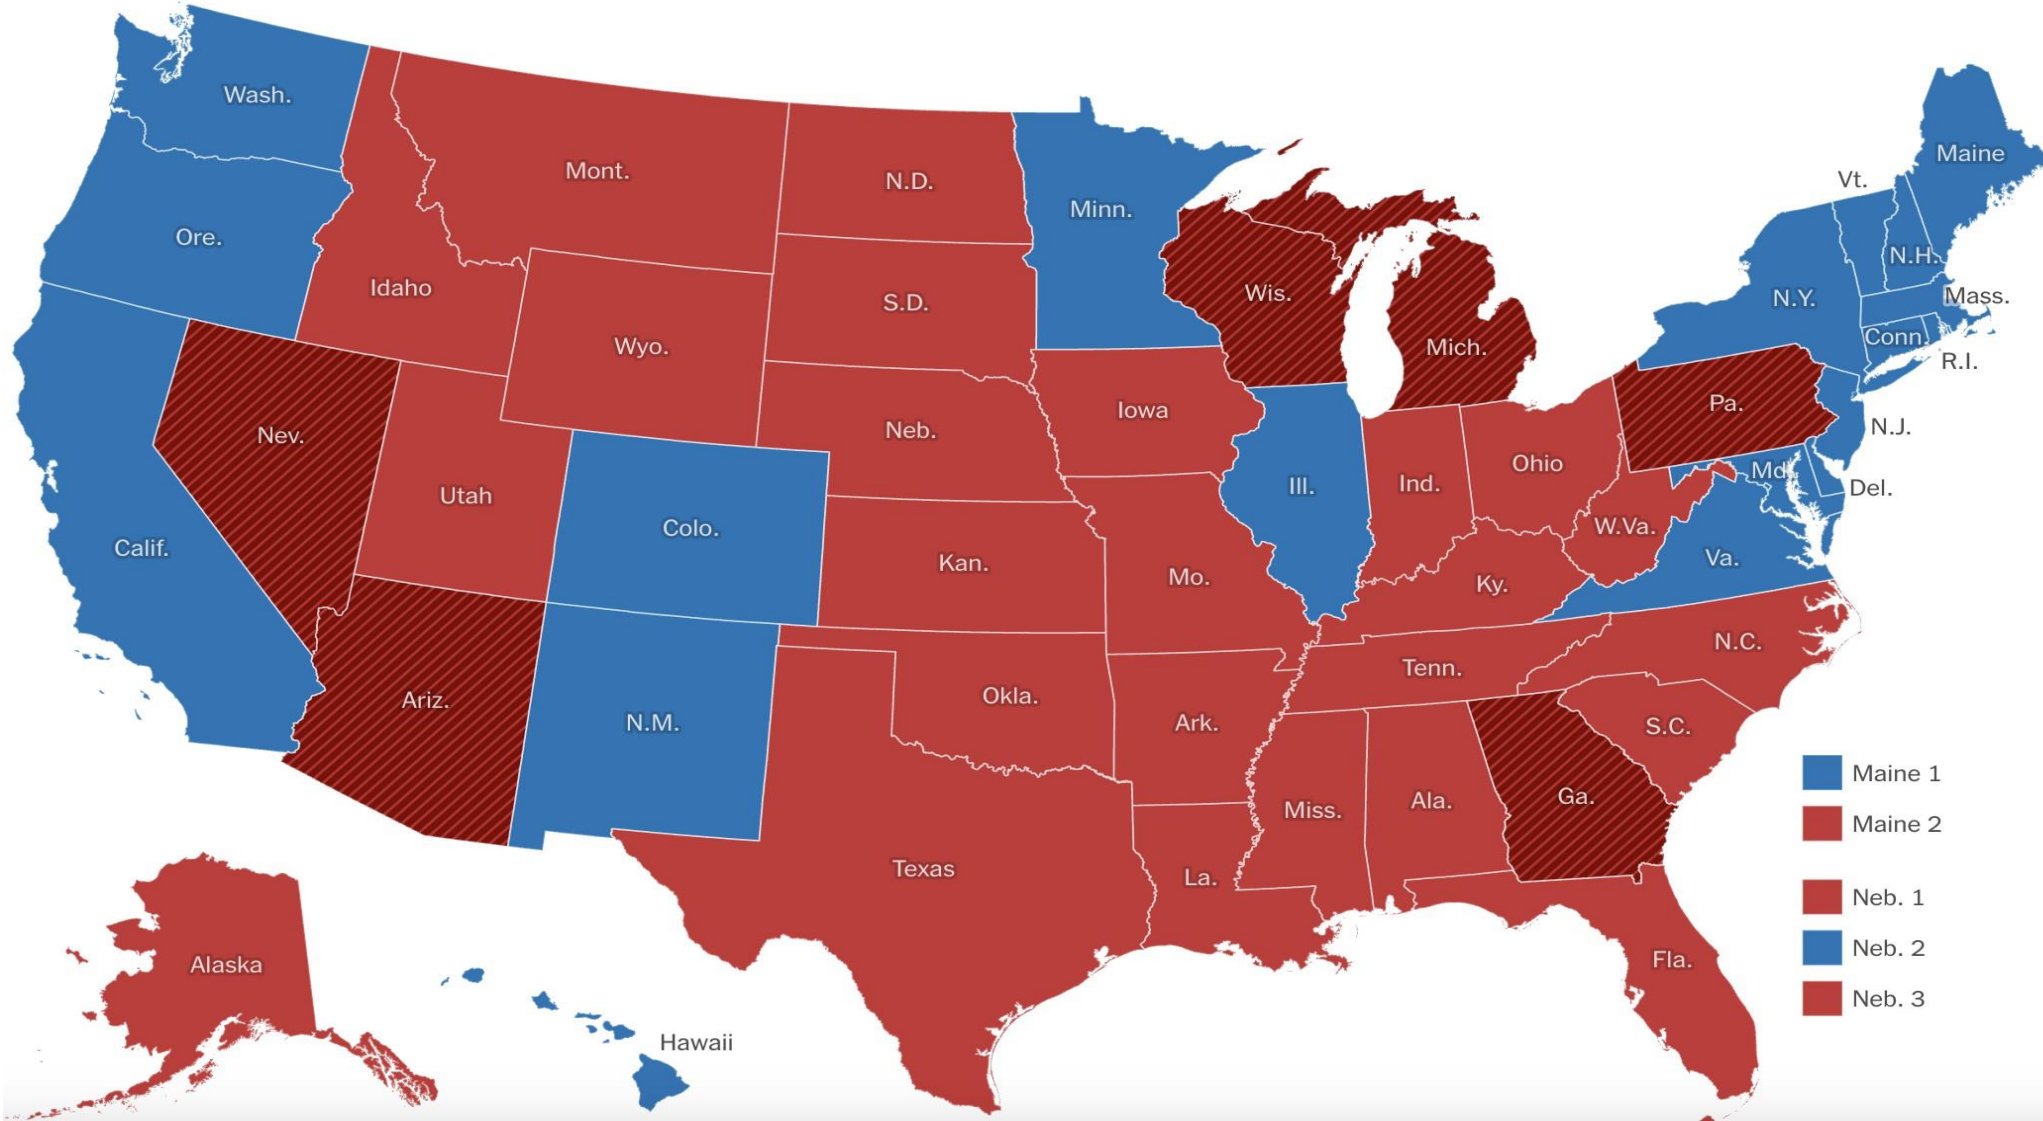 Wash.
Maine
Vt.
Mont.
N.D.
Minn.
Ore.
N.H.
Idaho
S.D.
Wis.
N.Y.
Mass.
Wyo.
Mich.
Conn.
R.I.
Nev.
Neb.
Iowa
Pa.
N.J.
Utah
Ill.
Ind.
Ohio
Md.
Del.
Calif.
Colo.
Kan.
Mo.
W.Va.
Va.
Ky.
Ariz.
N.M.
Okla.
Ark.
Tenn.
N.C.
S.C.
Texas
La.
Miss.
Ala.
Ga.
Fla.
Alaska
Hawaii
Maine 1
Maine 2
Neb. 1
Neb. 2
Neb. 3